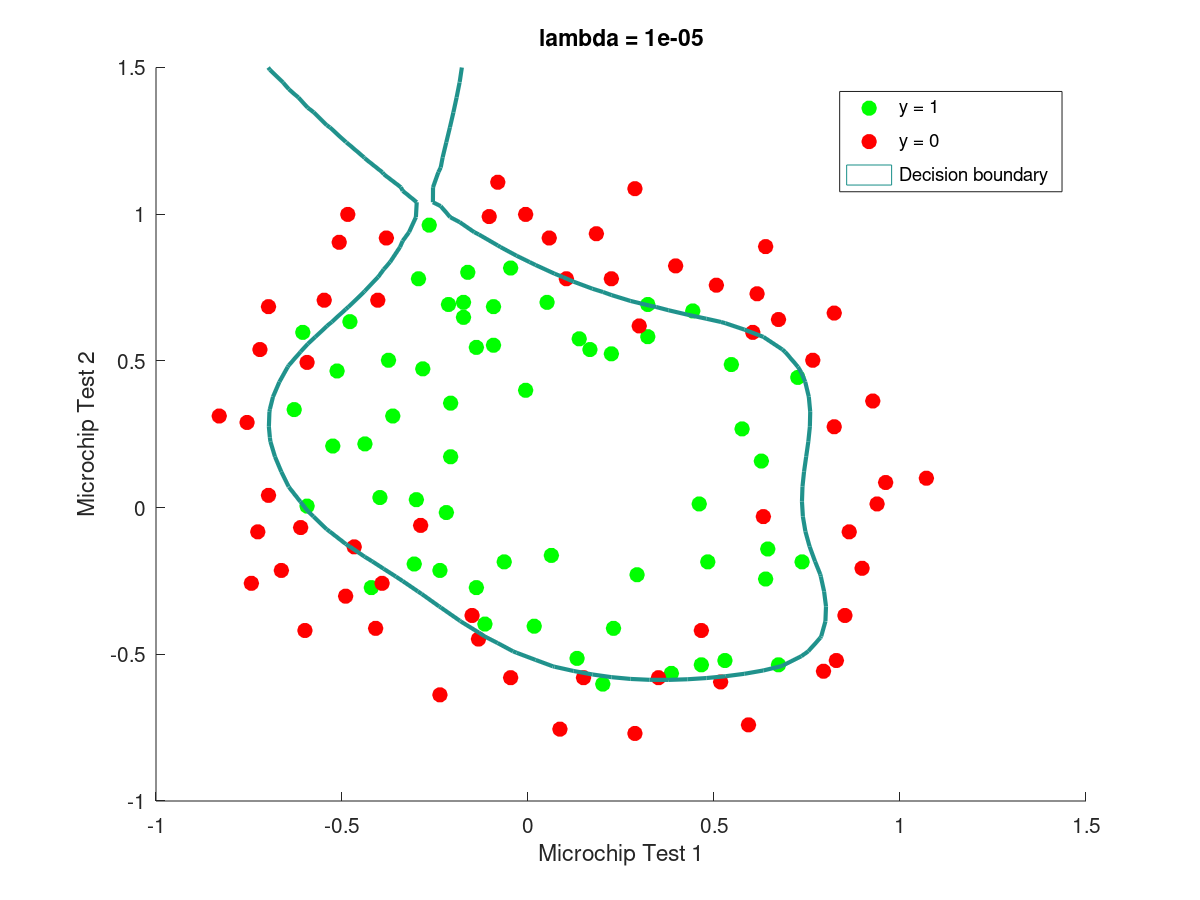 lambda = 1e-05
y = 1
y = 0
Decision boundary
Microchip Test 2
1.5
1
0.5
0
-0.5
-1
-1
-0.5
0
0.5
1
1.5
Microchip Test 1